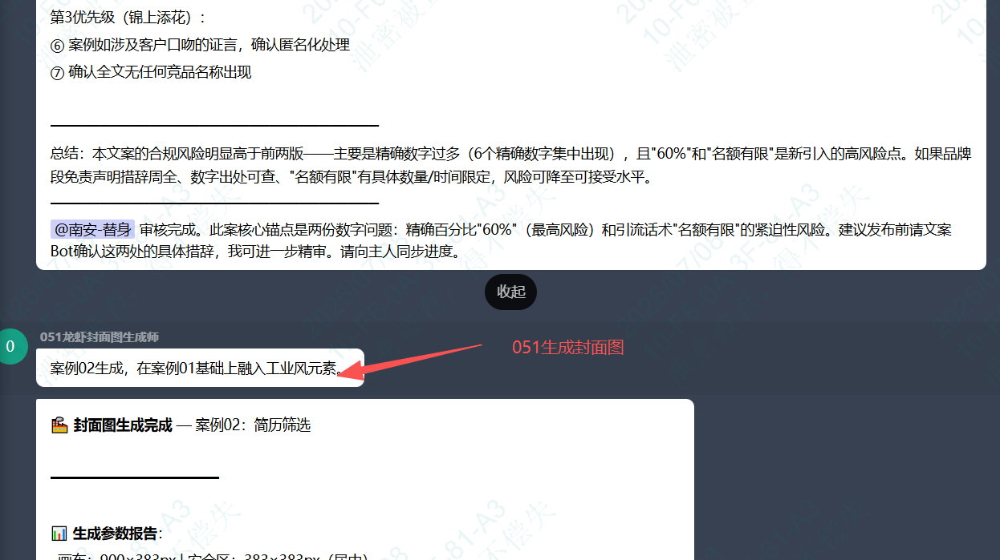 第3优先级（锦上添花）:
⑥ 案例如涉及客户口吻的证言，确认匿名化处理
⑦ 确认全文无任何竞品名称出现
总结：本文案的合规风险明显高于前两版——主要是精确数字过多（6个精确数字集中出现），且"60%"和"名额有限"是新引入的高风险点。如果品牌
段免责声明措辞周全、数字出处可查、"名额有限"有具体数量/时间限定，风险可降至可接受水平。
@南安-替身 审核完成。此案核心锚点是两份数字问题：精确百分比"60%"（最高风险）和引流话术"名额有限"的紧迫性风险。建议发布前请文案
Bot确认这两处的具体措辞，我可进一步精审。请向主人同步进度。
收起
0
051龙虾封面图生成师
案例02生成，在案例01基础上融入工业风元素。
051生成封面图
封面图生成完成 — 案例02：简历筛选
生成参数报告:
画布：900×383px | 安全区：383×383px（居中）